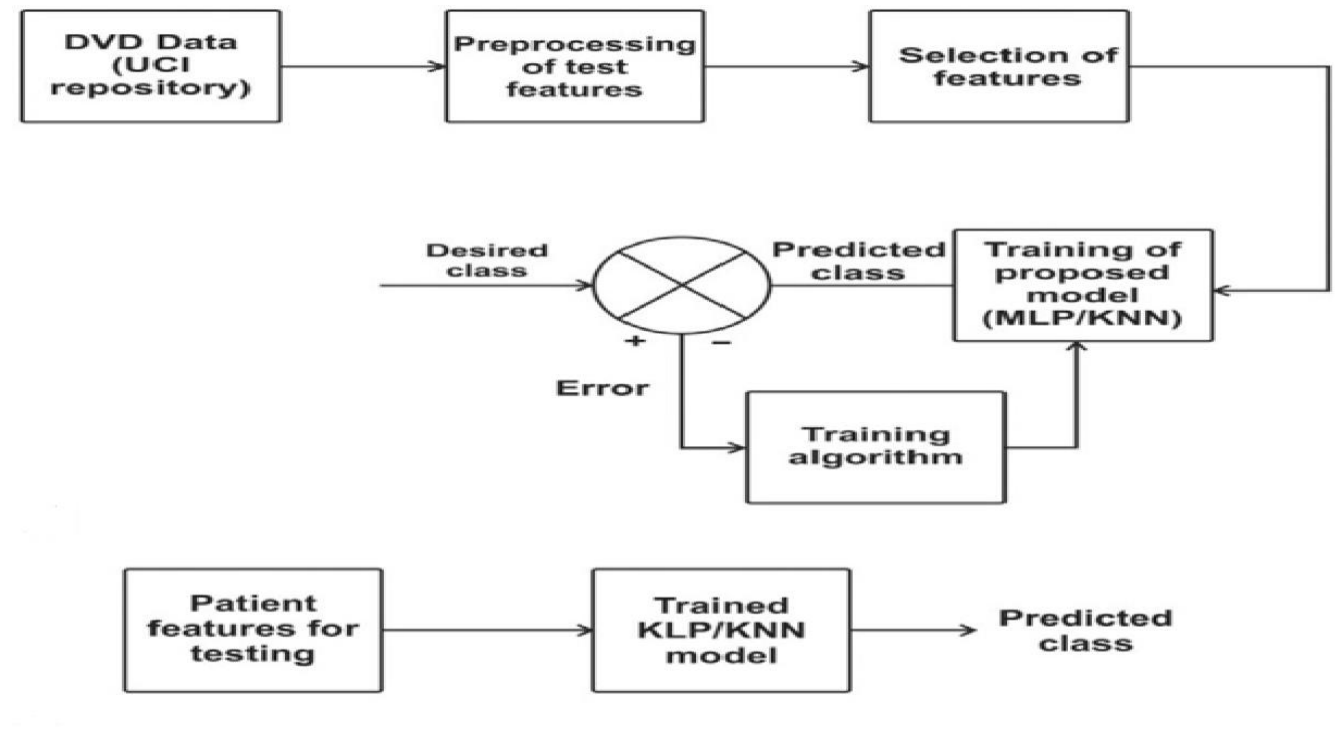 DVD Data
(UCI
repository)
Preprocessing
of test
features
Selection of
features
Desired
class
Predicted
class
Training of
proposed
model
(MLP/KNN)
+
–
Error
Training
algorithm
Patient
features for
testing
Trained
KLP/KNN
model
Predicted
class